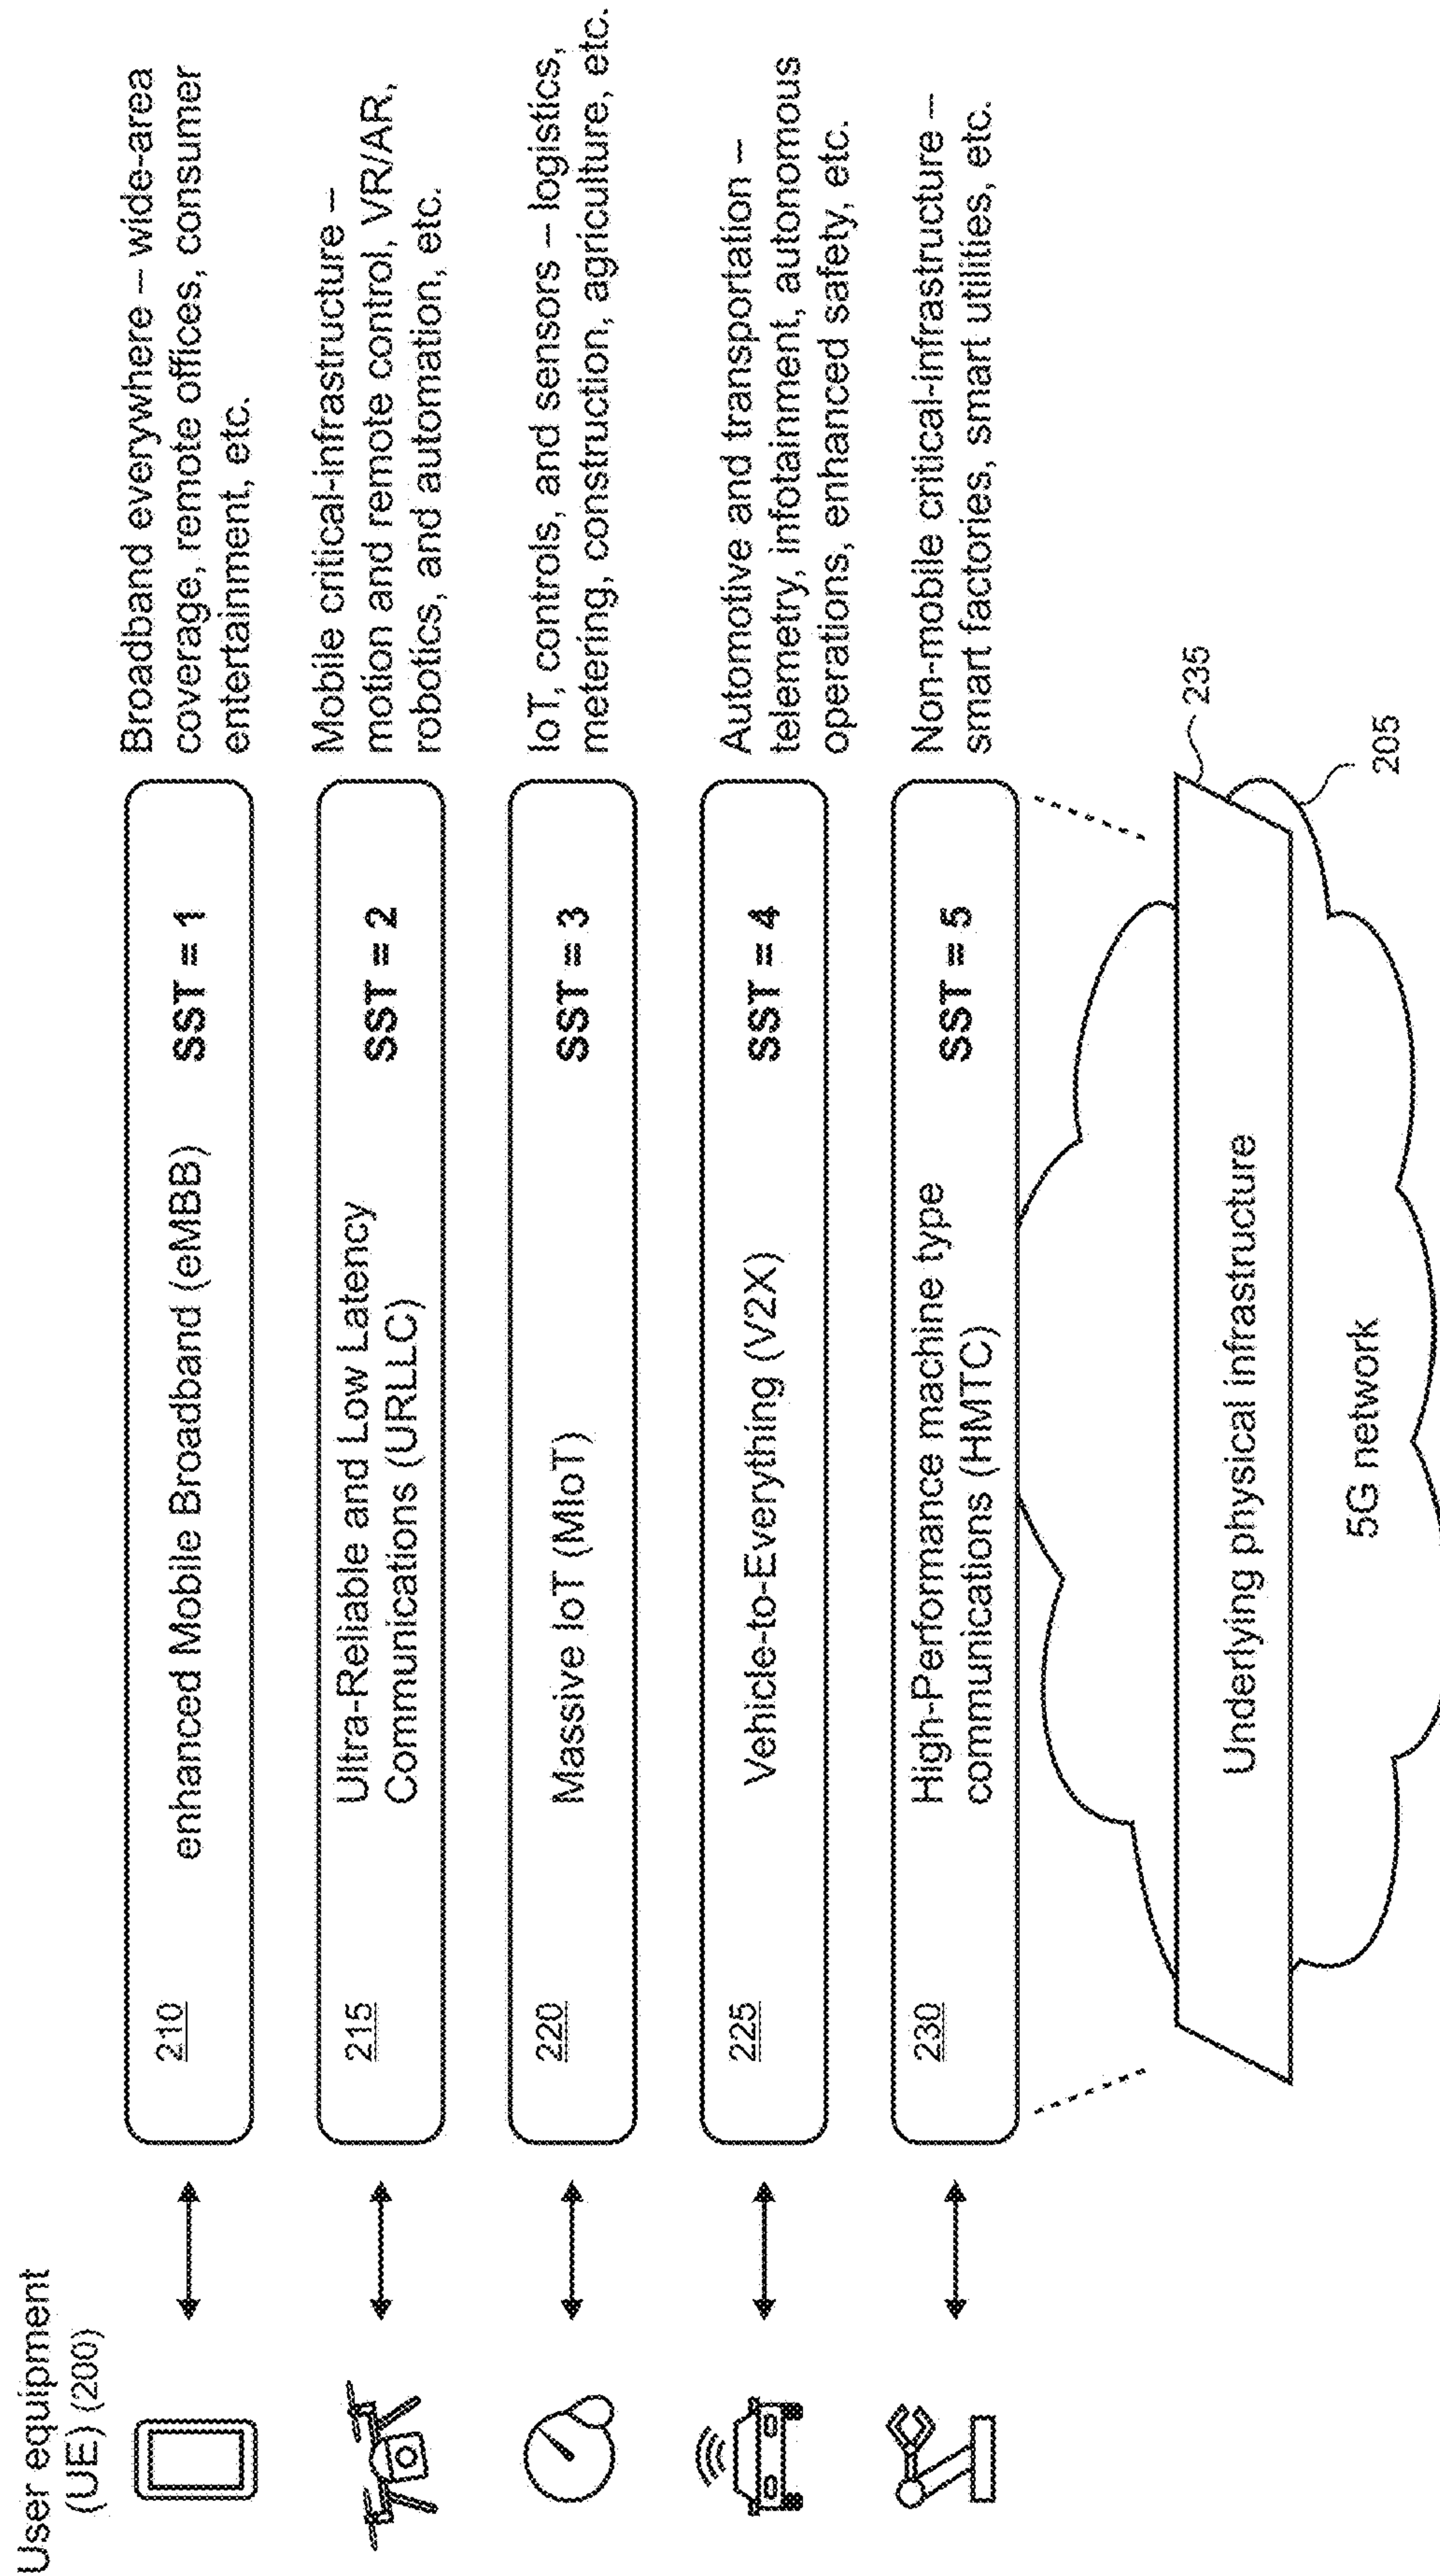 User equipment
(UE) (200)
210
enhanced Mobile Broadband (eMBB)
SST = 1
Broadband everywhere – wide-area
coverage, remote offices, consumer
entertainment, etc.
215
Ultra-Reliable and Low Latency
Communications (URLLC)
SST = 2
Mobile critical-infrastructure –
motion and remote control, VR/AR,
robotics, and automation, etc.
220
Massive IoT (MIoT)
SST = 3
IoT, controls, and sensors – logistics,
metering, construction, agriculture, etc.
225
Vehicle-to-Everything (V2X)
SST = 4
Automotive and transportation –
telemetry, infotainment, autonomous
operations, enhanced safety, etc.
230
High-Performance machine type
communications (HMTC)
SST = 5
Non-mobile critical-infrastructure –
smart factories, smart utilities, etc.
235
Underlying physical infrastructure
205
5G network